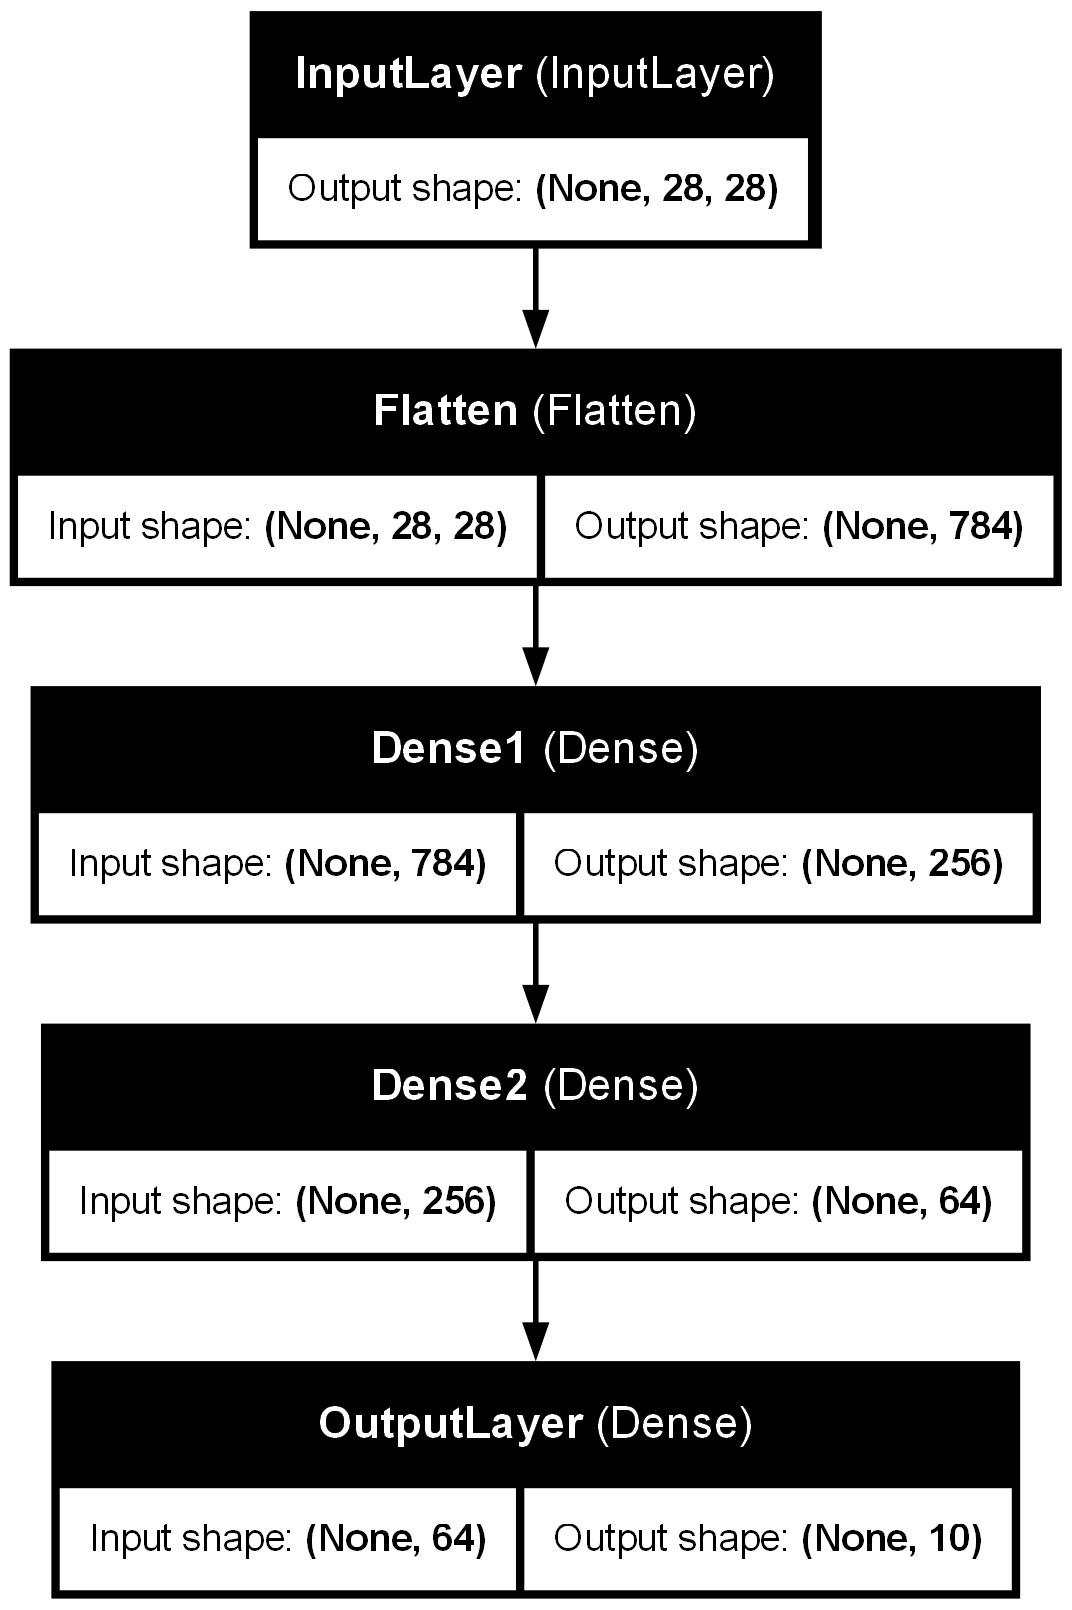 InputLayer (InputLayer)
Output shape: (None, 28, 28)
Flatten (Flatten)
Input shape: (None, 28, 28)
Output shape: (None, 784)
Dense1 (Dense)
Input shape: (None, 784)
Output shape: (None, 256)
Dense2 (Dense)
Input shape: (None, 256)
Output shape: (None, 64)
OutputLayer (Dense)
Input shape: (None, 64)
Output shape: (None, 10)